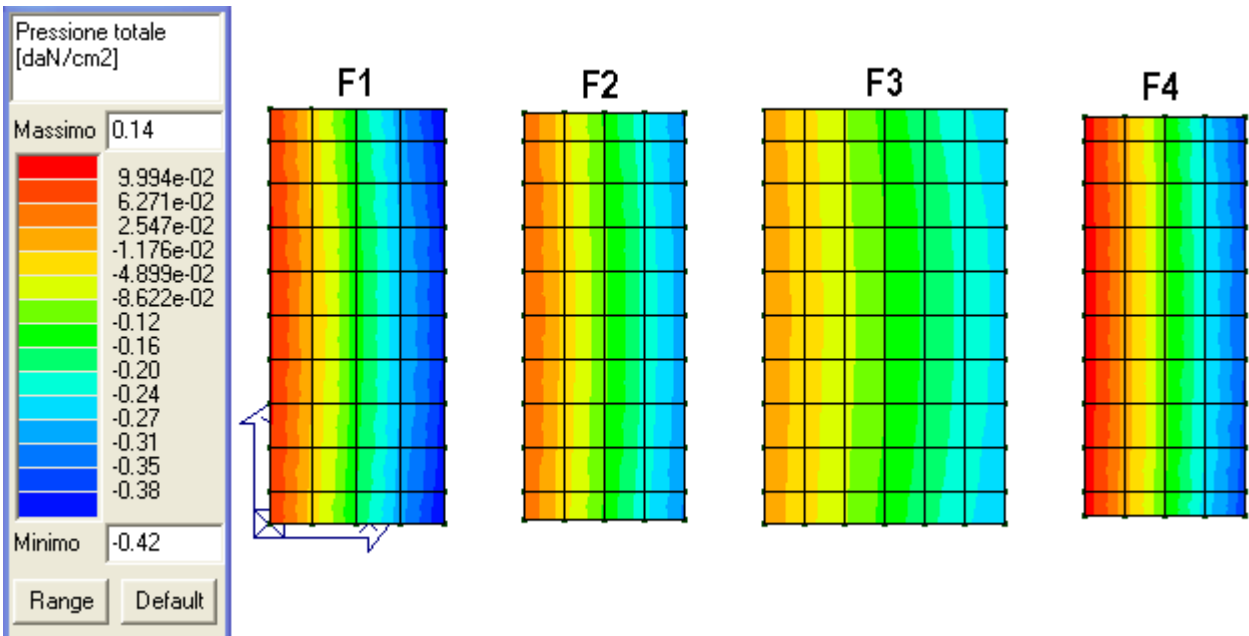 Pressione totale
[daN/cm2]
F1
F2
F3
F4
Massimo 0.14
9.994e-02
6.271e-02
2.547e-02
-1.176e-02
-4.899e-02
-8.622e-02
-0.12
-0.16
-0.20
-0.24
-0.27
-0.31
-0.35
-0.38
Minimo -0.42
Range Default